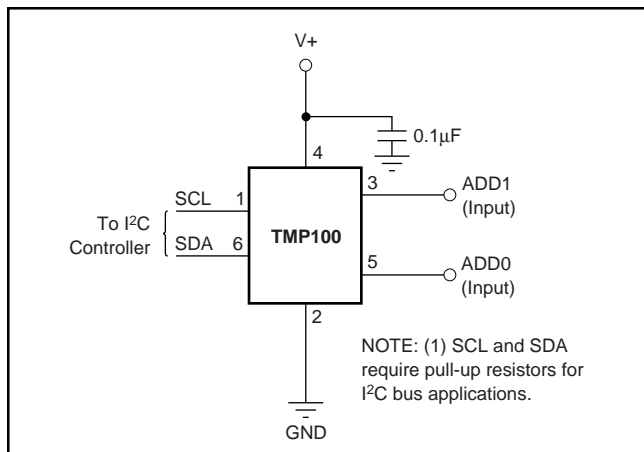 V+
0.1µF
4
SCL 1
3 ADD1
(Input)
To I²C
Controller
TMP100
SDA 6
5 ADD0
(Input)
2
NOTE: (1) SCL and SDA
require pull-up resistors for
I²C bus applications.
GND